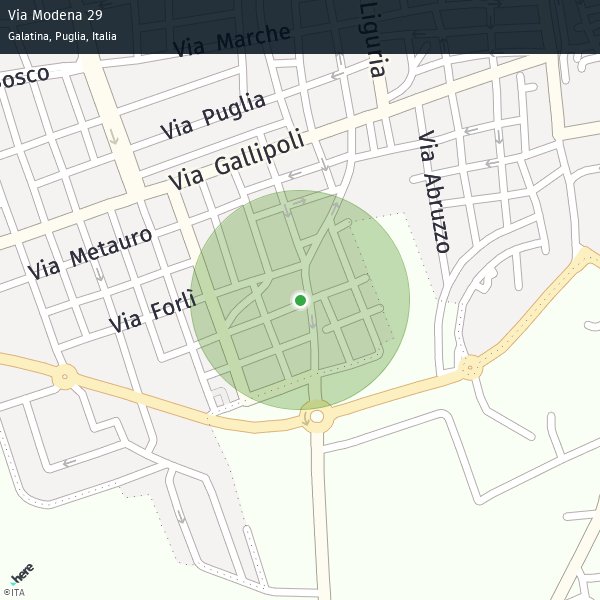 Via Modena 29
Galatina, Puglia, Italia
Via Marche
Liguria
Bosco
Via Puglia
Via Gallipoli
Via Abruzzo
Via Metauro
Via Forlì
here
©ITA